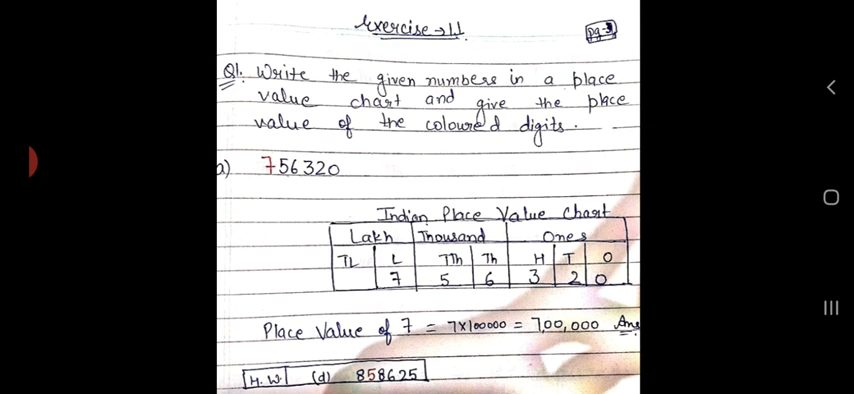 Exercise → 1.1
pg-3
Q1. Write the given numbers in a place
value chart and give the place
value of the coloured digits.
a) 756320
Indian Place Value Chart
Lakh Thousand Ones
TL L TTh Th H T O
7 5 6 3 2 0
Place Value of 7 = 7x100000 = 7,00,000 Ans
H.W (d) 858625